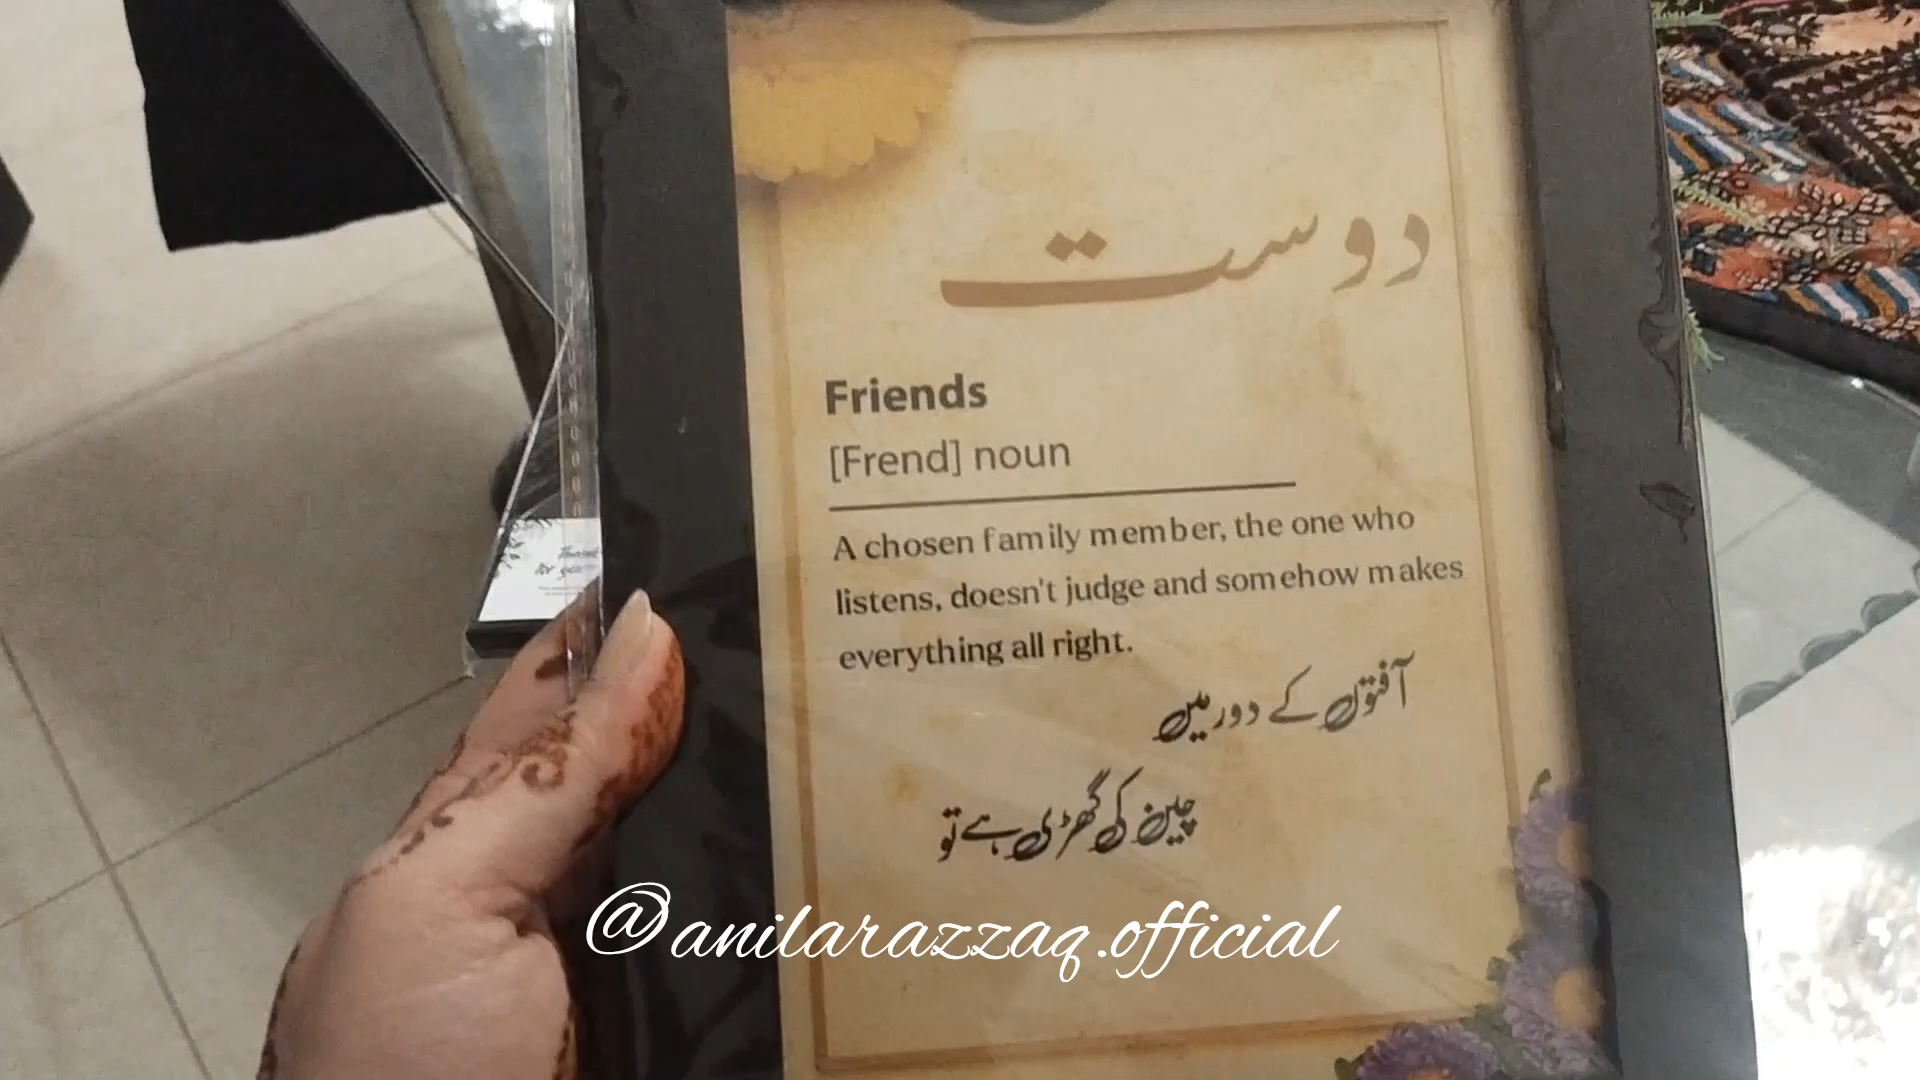 دوست
Friends
[Frend] noun
A chosen family member, the one who
listens, doesn't judge and somehow makes
everything all right.
آفتوں کے دور میں
چین کی گھڑی ہے تو
@anilarazzaq.official
for